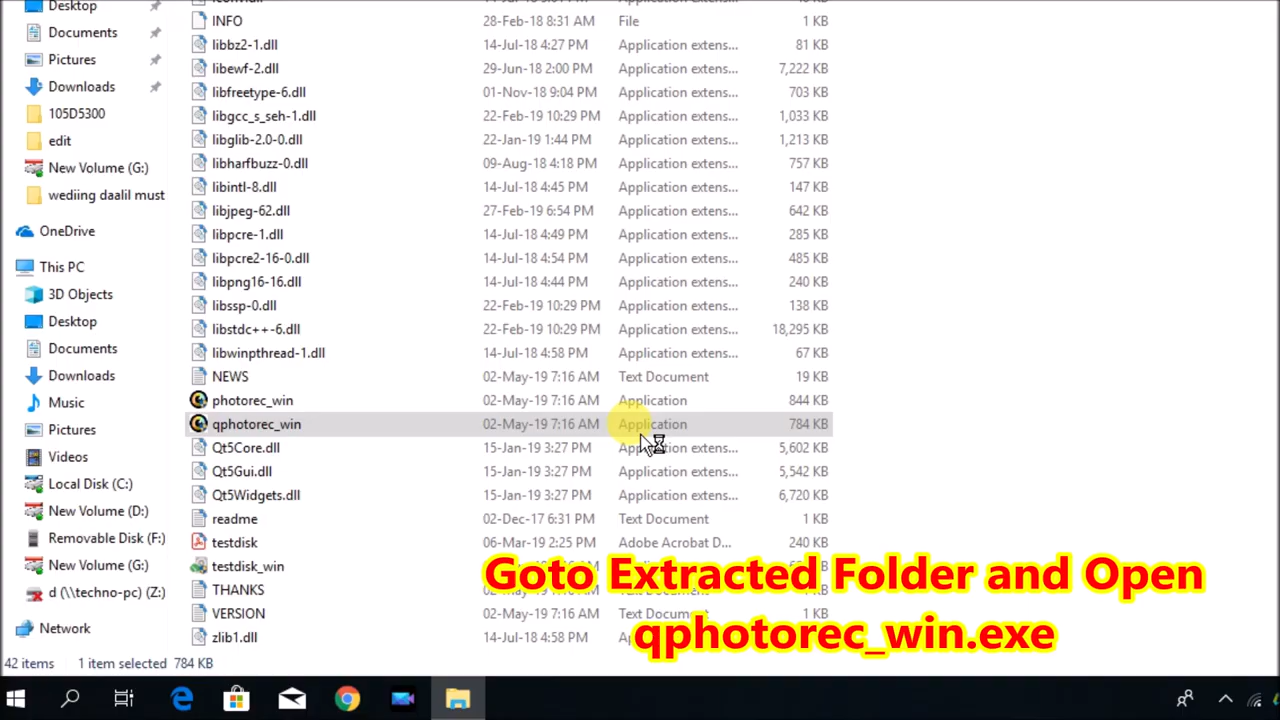 Desktop
Documents
Pictures
Downloads
105D5300
edit
New Volume (G:)
wediing daalil must
OneDrive
This PC
3D Objects
Desktop
Documents
Downloads
Music
Pictures
Videos
Local Disk (C:)
New Volume (D:)
Removable Disk (F:)
New Volume (G:)
d (\\techno-pc) (Z:)
Network
INFO 28-Feb-18 8:31 AM File
libbz2-1.dll 14-Jul-18 4:27 PM Application extens... 81 KB
libewf-2.dll 29-Jun-18 2:00 PM Application extens... 7,222 KB
libfreetype-6.dll 01-Nov-18 9:04 PM Application extens... 703 KB
libgcc_s_seh-1.dll 22-Feb-19 10:29 PM Application extens... 1,033 KB
libglib-2.0-0.dll 22-Jan-19 1:44 PM Application extens... 1,213 KB
libharfbuzz-0.dll 09-Aug-18 4:18 PM Application extens... 757 KB
libintl-8.dll 14-Jul-18 4:45 PM Application extens... 147 KB
libjpeg-62.dll 27-Feb-19 6:54 PM Application extens... 642 KB
libpcre-1.dll 14-Jul-18 4:49 PM Application extens... 285 KB
libpcre2-16-0.dll 14-Jul-18 4:54 PM Application extens... 485 KB
libpng16-16.dll 14-Jul-18 4:54 PM Application extens... 240 KB
libssp-0.dll 22-Feb-19 10:29 PM Application extens... 138 KB
libstdc++-6.dll 22-Feb-19 10:29 PM Application extens... 18,295 KB
libwinpthread-1.dll 14-Jul-18 4:58 PM Application extens... 67 KB
NEWS 02-May-19 7:16 AM Text Document 19 KB
photorec_win 02-May-19 7:16 AM Application 844 KB
qphotorec_win 02-May-19 7:16 AM Application 784 KB
Qt5Core.dll 15-Jan-19 3:27 PM Application extens... 5,602 KB
Qt5Gui.dll 15-Jan-19 3:27 PM Application extens... 5,542 KB
Qt5Widgets.dll 15-Jan-19 3:27 PM Application extens... 6,720 KB
readme 02-Dec-17 6:31 PM Text Document 1 KB
testdisk 06-Mar-19 2:25 PM Adobe Acrobat D... 240 KB
testdisk_win
THANKS
VERSION 02-May-19 7:16 AM Text Document 1 KB
zlib1.dll 14-Jul-18 4:58 PM
Goto Extracted Folder and Open
qphotorec_win.exe
42 items 1 item selected 784 KB